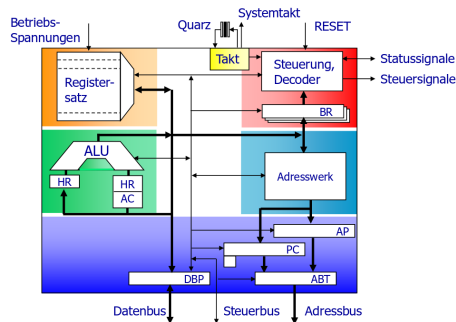 Betriebs-
Spannungen
Quarz
Systemtakt
RESET
Takt
Register-
satz
Steuerung,
Decoder
Statussignale
Steuersignale
BR
ALU
HR
HR
AC
Adresswerk
AP
PC
DBP
ABT
Datenbus
Steuerbus
Adressbus